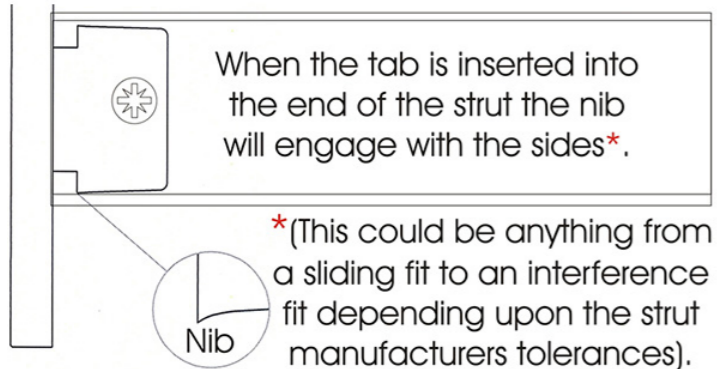 When the tab is inserted into
the end of the strut the nib
will engage with the sides*.
*(This could be anything from
a sliding fit to an interference
fit depending upon the strut
manufacturers tolerances).
Nib